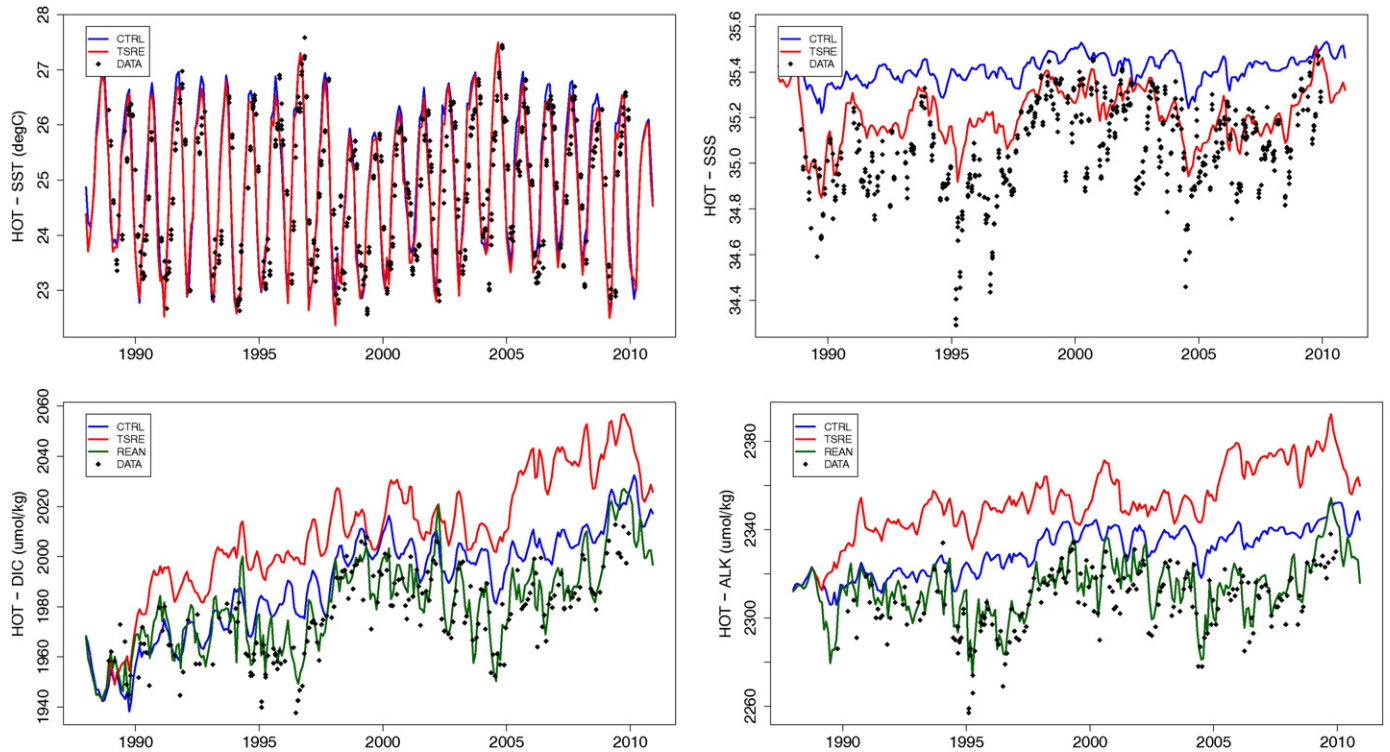 HOT − SST (degC)
28
27
26
25
24
23
CTRL
TSRE
DATA
1990
1995
2000
2005
2010
HOT − SSS
35.6
35.4
35.2
35.0
34.8
34.6
34.4
CTRL
TSRE
DATA
1990
1995
2000
2005
2010
HOT − DIC (umol/kg)
2060
2040
2020
2000
1980
1960
1940
CTRL
TSRE
REAN
DATA
1990
1995
2000
2005
2010
HOT − ALK (umol/kg)
2380
2340
2300
2260
CTRL
TSRE
REAN
DATA
1990
1995
2000
2005
2010